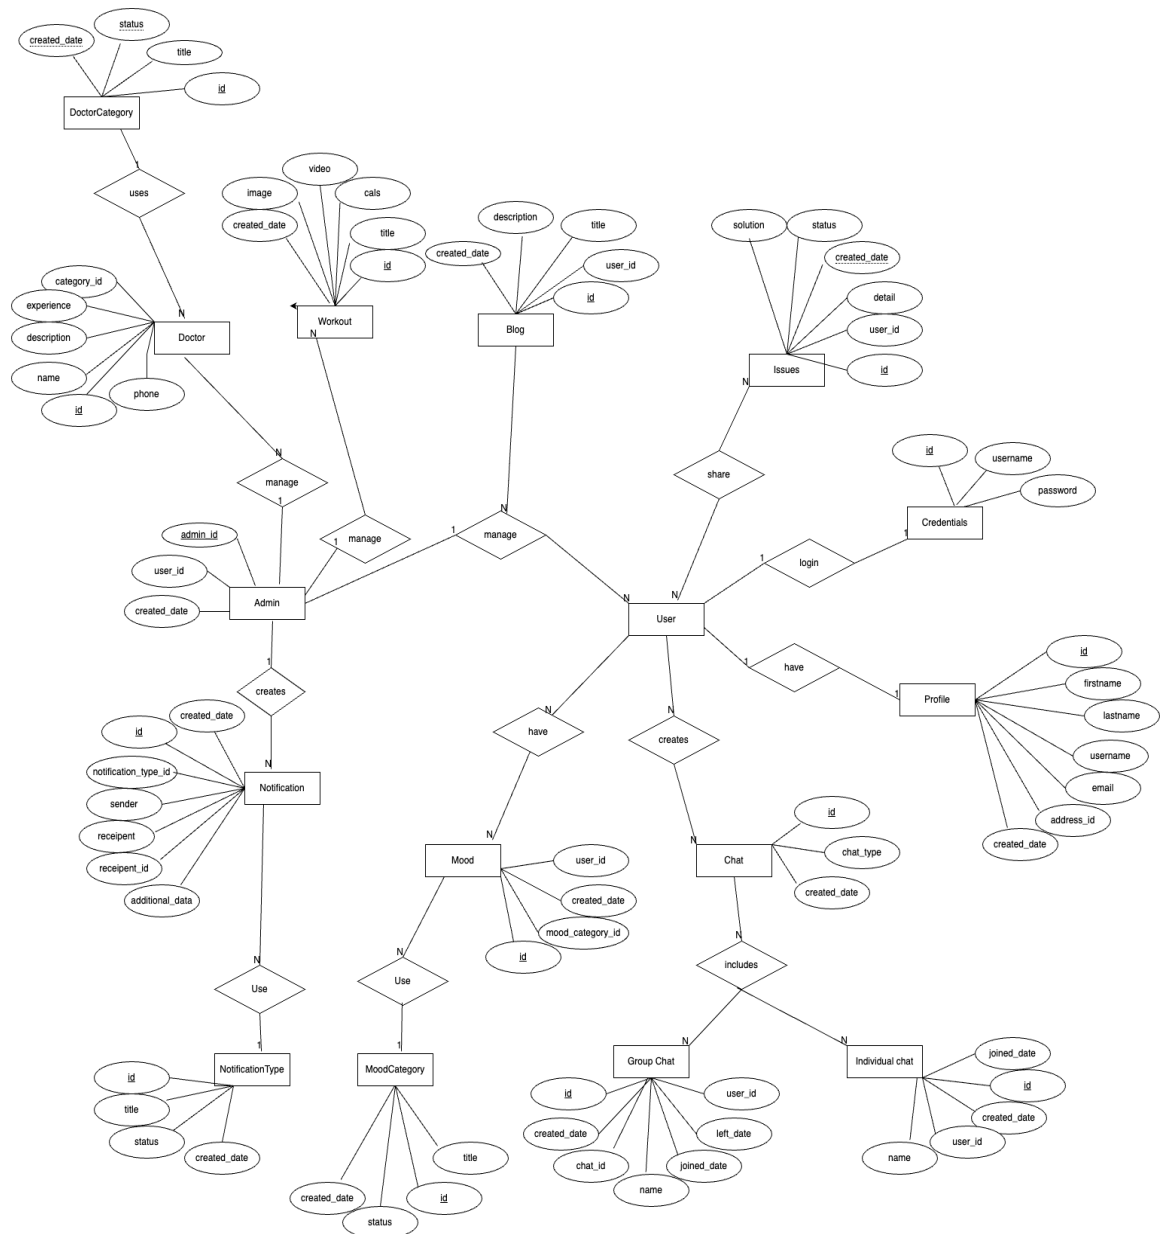 status
created_date
title
id
DoctorCategory
1
uses
N
category_id
experience
description
name
id
phone
Doctor
video
image
cals
created_date
title
id
Workout
N
description
title
created_date
user_id
id
Blog
solution
status
created_date
detail
user_id
id
Issues
N
share
N
id
username
password
Credentials
1
login
1
N
manage
1
manage
1
N
manage
1
N
admin_id
user_id
created_date
Admin
User
1
have
1
id
firstname
lastname
username
email
address_id
created_date
Profile
1
creates
N
created_date
id
notification_type_id
sender
receipent
receipent_id
additional_data
Notification
N
have
N
N
creates
N
Mood
user_id
created_date
mood_category_id
id
Chat
id
chat_type
created_date
N
Use
1
N
Use
1
N
includes
N
N
NotificationType
id
title
status
created_date
MoodCategory
title
id
created_date
status
Group Chat
id
user_id
created_date
left_date
chat_id
joined_date
name
Individual chat
joined_date
id
created_date
user_id
name